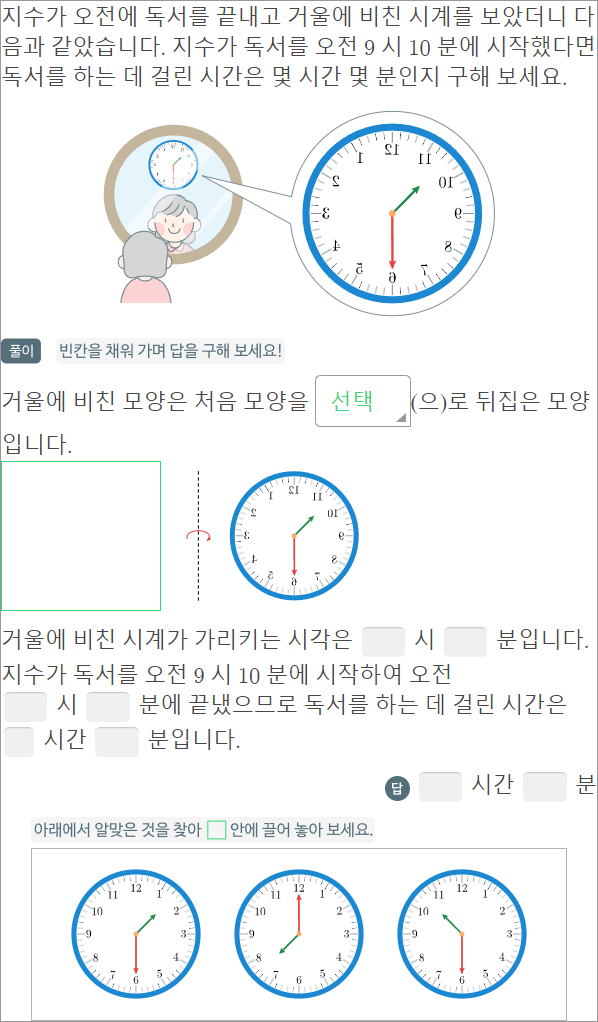 지수가 오전에 독서를 끝내고 거울에 비친 시계를 보았더니 다
음과 같았습니다. 지수가 독서를 오전 9 시 10 분에 시작했다면
독서를 하는 데 걸린 시간은 몇 시간 몇 분인지 구해 보세요.
12
1 11
2 10
3 9
4 8
5 7
6
풀이 빈칸을 채워 가며 답을 구해 보세요!
거울에 비친 모양은 처음 모양을 선택 (으)로 뒤집은 모양
입니다.
12
1 11
2 10
3 9
4 8
5 7
6
거울에 비친 시계가 가리키는 시각은 시 분입니다.
지수가 독서를 오전 9 시 10 분에 시작하여 오전
시 분에 끝냈으므로 독서를 하는 데 걸린 시간은
시간 분입니다.
답 시간 분
아래에서 알맞은 것을 찾아 안에 끌어 놓아 보세요.
12 12 12
11 1 11 1 11 1
10 2 10 2 10 2
9 3 9 3 9 3
8 4 8 4 8 4
7 5 7 5 7 5
6 6 6